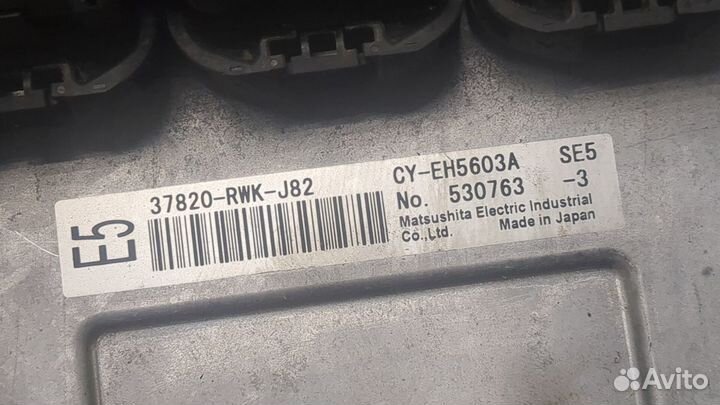 E5
37820-RWK-J82
CY-EH5603A SE5
No. 530763 -3
Matsushita Electric Industrial
Co.,Ltd. Made in Japan
Avito